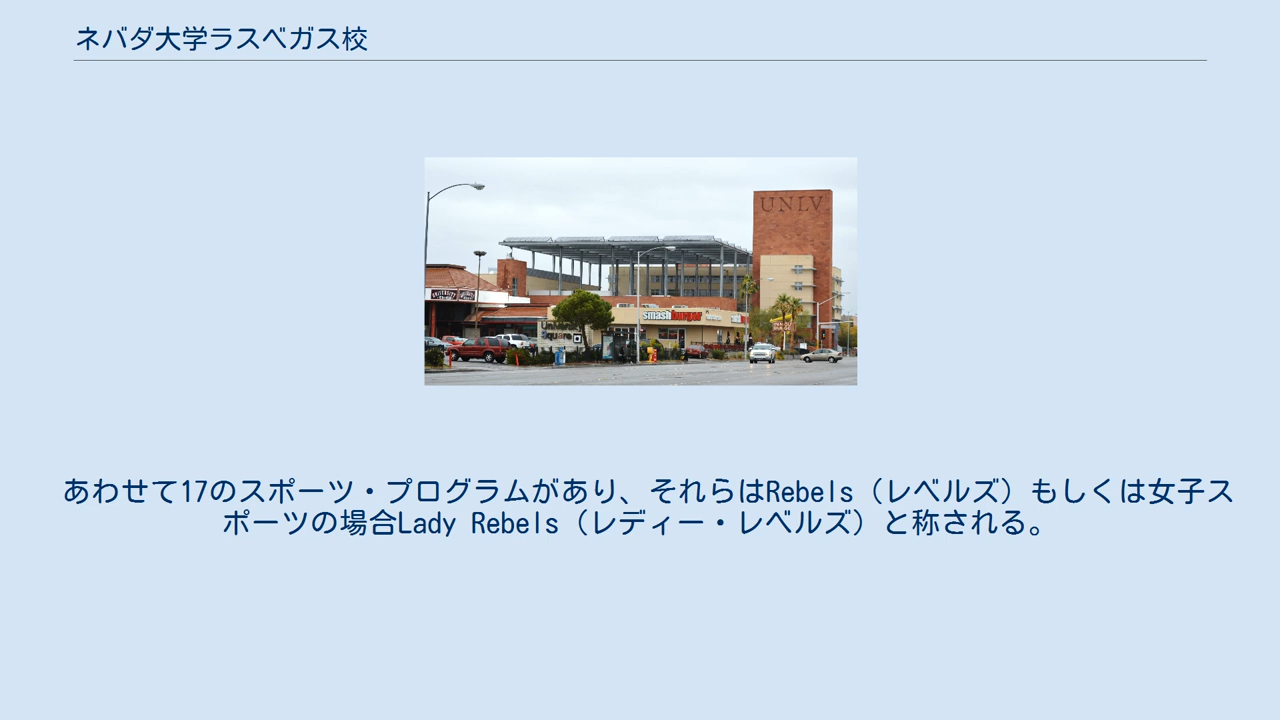 ネバダ大学ラスベガス校
UNLV
smashburger
あわせて17のスポーツ・プログラムがあり、それらはRebels（レベルズ）もしくは女子ス
ポーツの場合Lady Rebels（レディー・レベルズ）と称される。